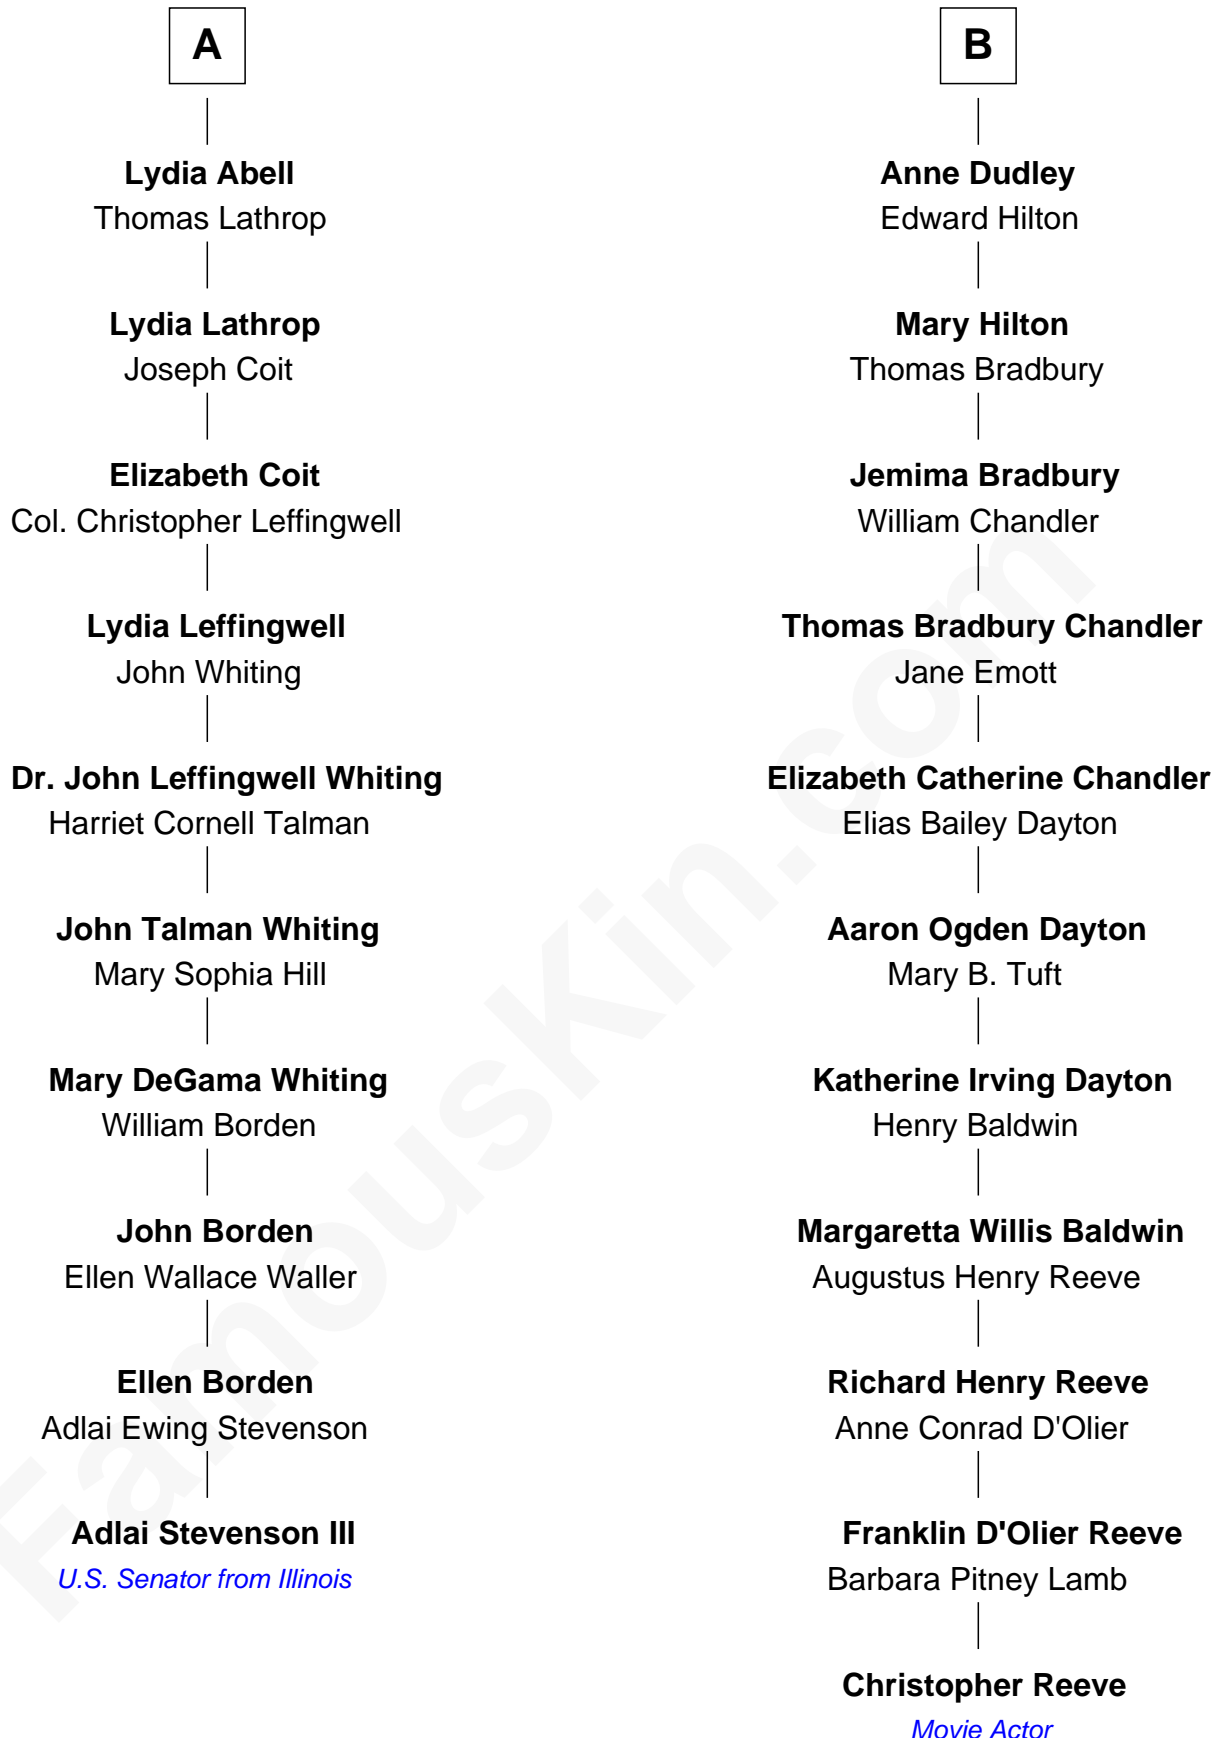 A
Lydia Abell
Thomas Lathrop
Lydia Lathrop
Joseph Coit
Elizabeth Coit
Col. Christopher Leffingwell
Lydia Leffingwell
John Whiting
Dr. John Leffingwell Whiting
Harriet Cornell Talman
John Talman Whiting
Mary Sophia Hill
Mary DeGama Whiting
William Borden
John Borden
Ellen Wallace Waller
Ellen Borden
Adlai Ewing Stevenson
Adlai Stevenson III
U.S. Senator from Illinois
B
Anne Dudley
Edward Hilton
Mary Hilton
Thomas Bradbury
Jemima Bradbury
William Chandler
Thomas Bradbury Chandler
Jane Emott
Elizabeth Catherine Chandler
Elias Bailey Dayton
Aaron Ogden Dayton
Mary B. Tuft
Katherine Irving Dayton
Henry Baldwin
Margaretta Willis Baldwin
Augustus Henry Reeve
Richard Henry Reeve
Anne Conrad D'Olier
Franklin D'Olier Reeve
Barbara Pitney Lamb
Christopher Reeve
Movie Actor
FamousKin.com